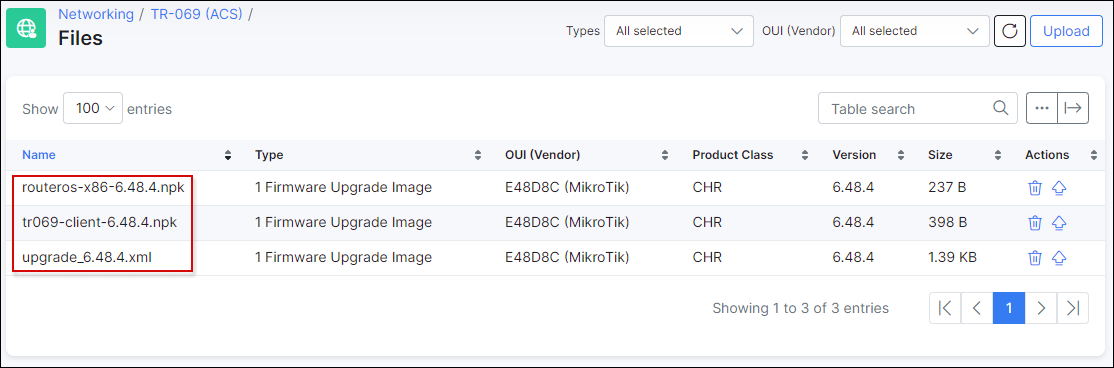 Networking / TR-069 (ACS) /
Files
Types All selected OUI (Vendor) All selected Upload
Show 100 entries Table search
Name Type OUI (Vendor) Product Class Version Size Actions
routeros-x86-6.48.4.npk 1 Firmware Upgrade Image E48D8C (MikroTik) CHR 6.48.4 237 B
tr069-client-6.48.4.npk 1 Firmware Upgrade Image E48D8C (MikroTik) CHR 6.48.4 398 B
upgrade_6.48.4.xml 1 Firmware Upgrade Image E48D8C (MikroTik) CHR 6.48.4 1.39 KB
Showing 1 to 3 of 3 entries 1